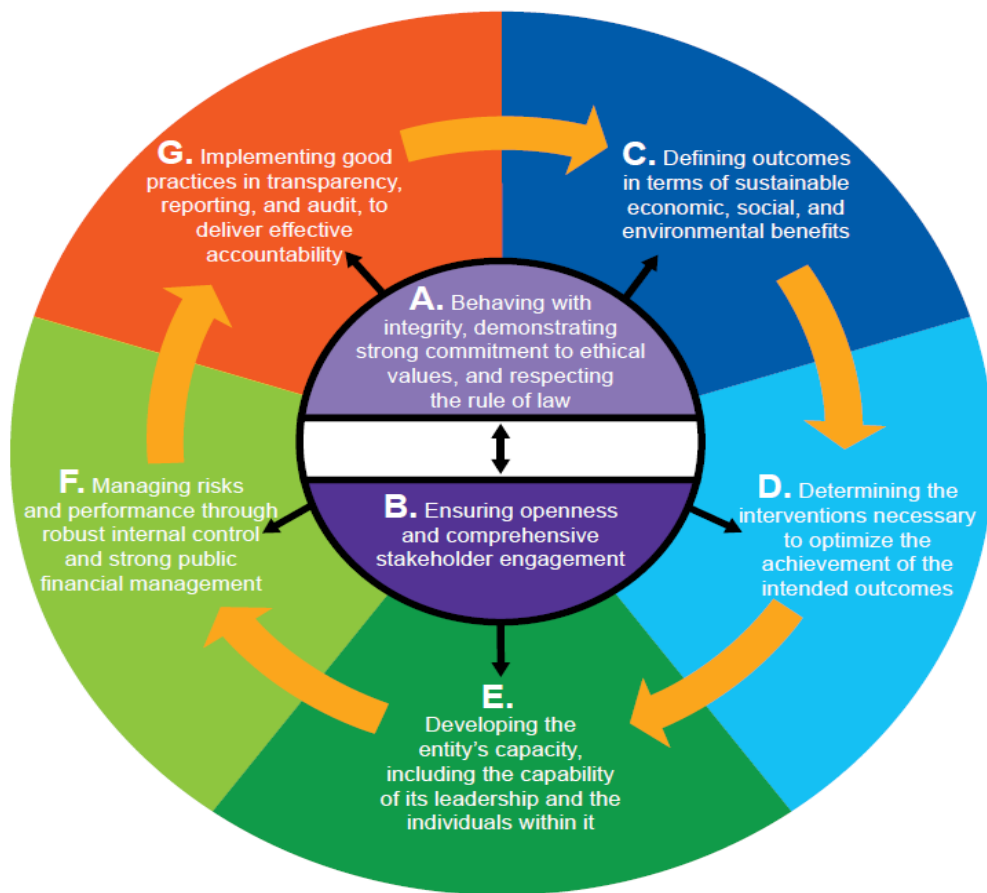 A. Behaving with
integrity, demonstrating
strong commitment to ethical
values, and respecting
the rule of law
B. Ensuring openness
and comprehensive
stakeholder engagement
C. Defining outcomes
in terms of sustainable
economic, social, and
environmental benefits
D. Determining the
interventions necessary
to optimize the
achievement of the
intended outcomes
E.
Developing the
entity’s capacity,
including the capability
of its leadership and the
individuals within it
F. Managing risks
and performance through
robust internal control
and strong public
financial management
G. Implementing good
practices in transparency,
reporting, and audit, to
deliver effective
accountability